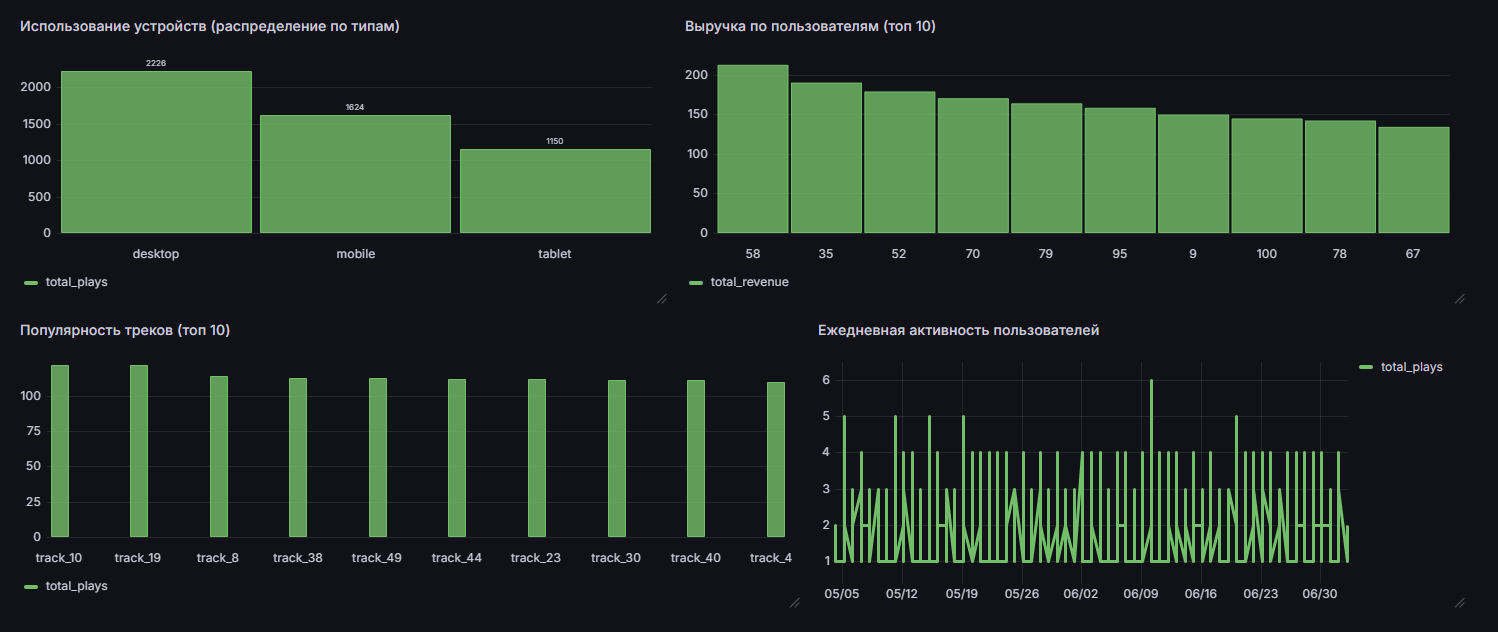 Использование устройств (распределение по типам)
2226
2000
1624
1500
1150
1000
500
0
desktop mobile tablet
total_plays
Выручка по пользователям (топ 10)
200
150
100
50
0
58 35 52 70 79 95 9 100 78 67
total_revenue
Популярность треков (топ 10)
100
75
50
25
0
track_10 track_19 track_8 track_38 track_49 track_44 track_23 track_30 track_40 track_4
total_plays
Ежедневная активность пользователей
total_plays
6
5
4
3
2
1
05/05 05/12 05/19 05/26 06/02 06/09 06/16 06/23 06/30